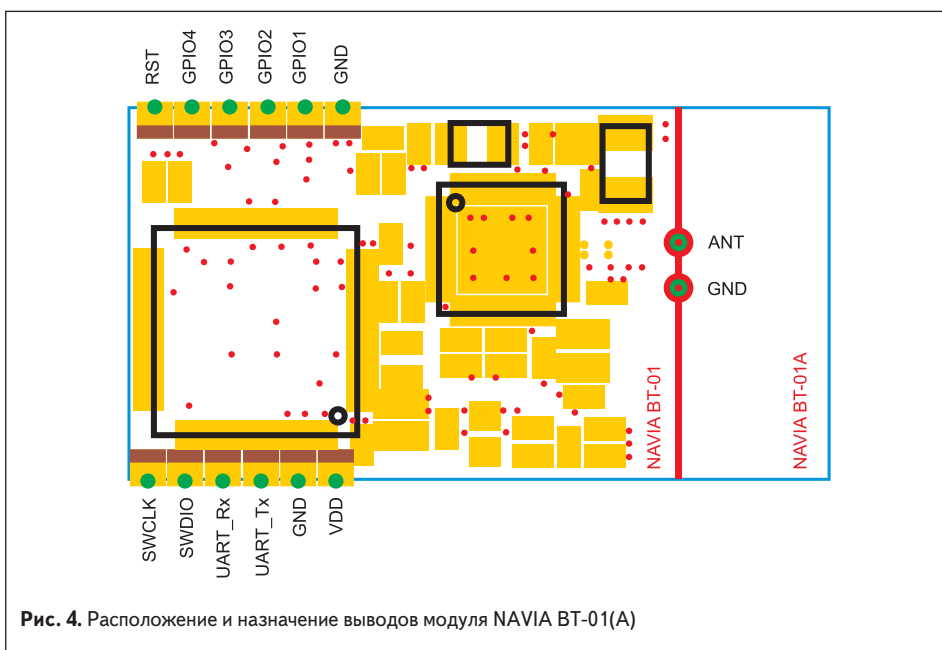 RST
GPIO4
GPIO3
GPIO2
GPIO1
GND
ANT
GND
NAVIA BT-01
NAVIA BT-01A
SWCLK
SWDIO
UART_Rx
UART_Tx
GND
VDD
Рис. 4. Расположение и назначение выводов модуля NAVIA BT-01(A)